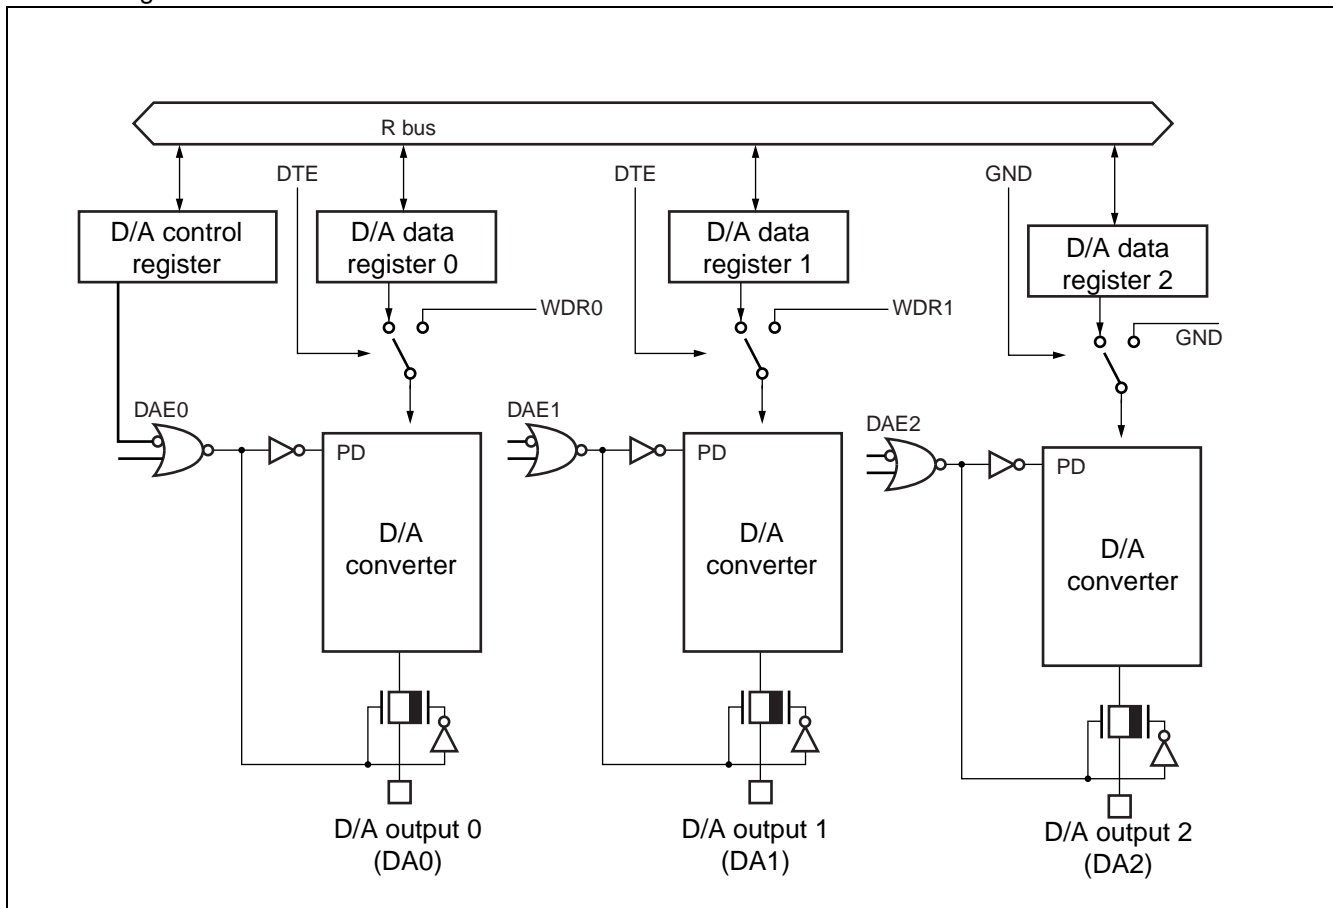 R bus
DTE
DTE
GND
D/A control
register
D/A data
register 0
D/A data
register 1
D/A data
register 2
WDR0
WDR1
GND
DAE0
DAE1
DAE2
PD
PD
PD
D/A
converter
D/A
converter
D/A
converter
D/A output 0
(DA0)
D/A output 1
(DA1)
D/A output 2
(DA2)